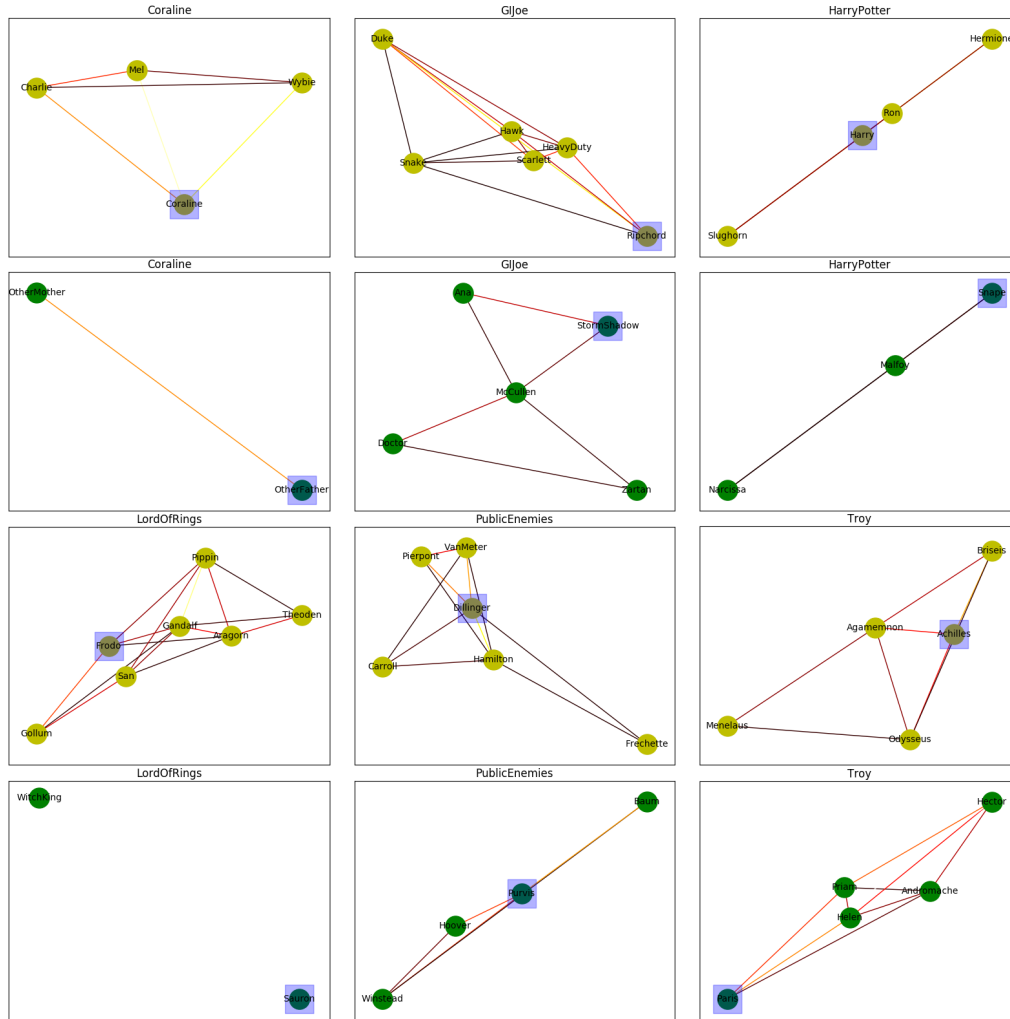 Coraline
Mel
Charlie
Wybie
Coraline
GIJoe
Duke
Hawk
HeavyDuty
Snake
Scarlett
Ripchord
HarryPotter
Hermione
Ron
Harry
Slughorn
Coraline
OtherMother
OtherFather
GIJoe
Ana
StormShadow
McCullen
Doctor
Zartan
HarryPotter
Snape
Malfoy
Narcissa
LordOfRings
Pippin
Theoden
Gandalf
Aragorn
Frodo
San
Gollum
PublicEnemies
VanMeter
Pierpont
Dillinger
Hamilton
Carroll
Frechette
Troy
Briseis
Agamemnon
Achilles
Menelaus
Odysseus
LordOfRings
WitchKing
Sauron
PublicEnemies
Baum
Purvis
Hoover
Winstead
Troy
Hector
Priam
Andromache
Helen
Paris